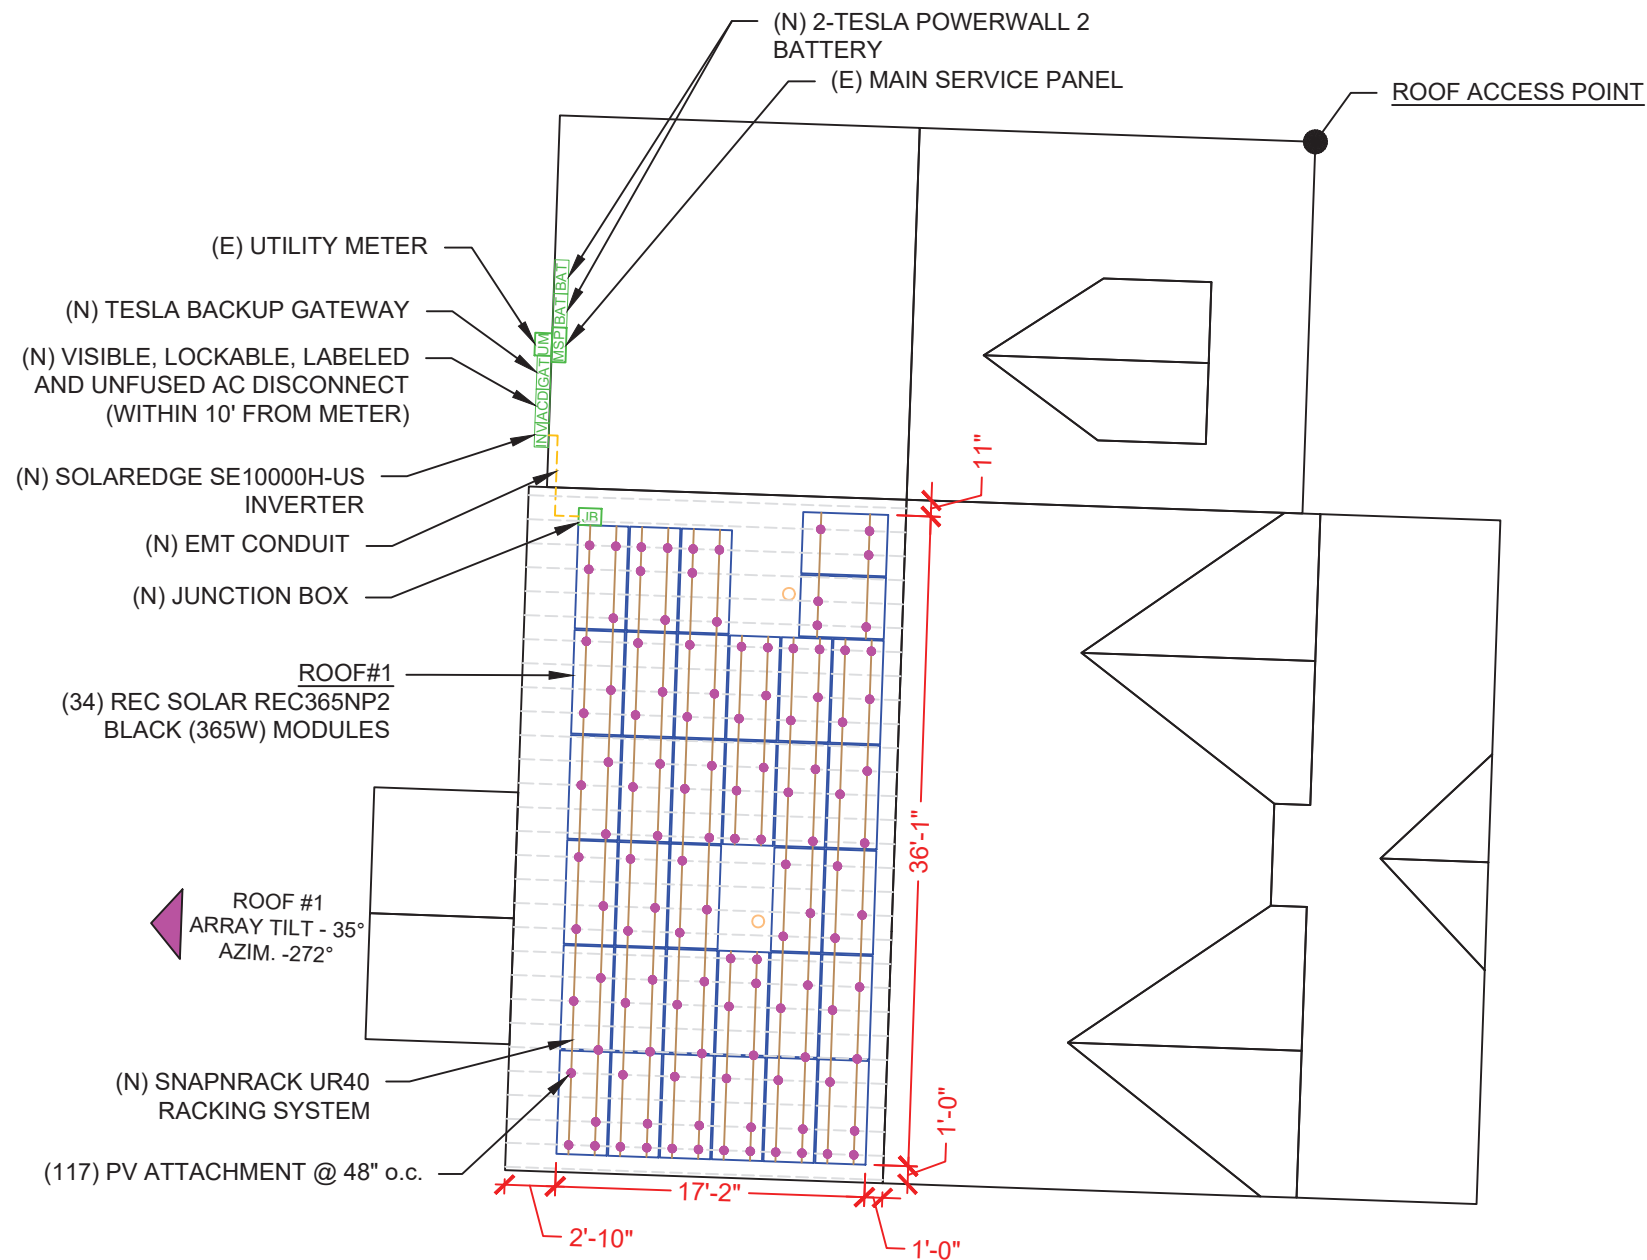 (N) 2-TESLA POWERWALL 2
BATTERY
(E) MAIN SERVICE PANEL
ROOF ACCESS POINT
(E) UTILITY METER
(N) TESLA BACKUP GATEWAY
(N) VISIBLE, LOCKABLE, LABELED
AND UNFUSED AC DISCONNECT
(WITHIN 10' FROM METER)
(N) SOLAREDGE SE10000H-US
INVERTER
(N) EMT CONDUIT
(N) JUNCTION BOX
BAT
BAT
MSP
UM
GAT
ACD
INV
JB
11"
ROOF#1
(34) REC SOLAR REC365NP2
BLACK (365W) MODULES
36'-1"
ROOF #1
ARRAY TILT - 35°
AZIM. -272°
(N) SNAPNRACK UR40
RACKING SYSTEM
(117) PV ATTACHMENT @ 48" o.c.
1'-0"
17'-2"
2'-10"
1'-0"